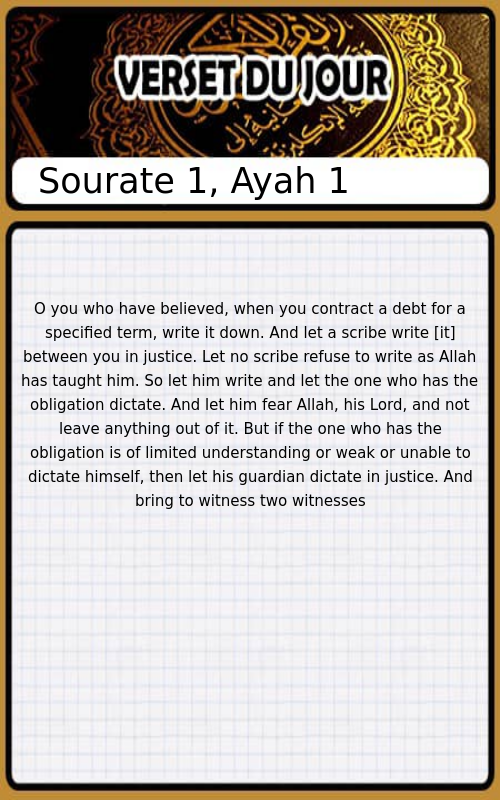 VERSET DU JOUR
Sourate 1, Ayah 1
O you who have believed, when you contract a debt for a
specified term, write it down. And let a scribe write [it]
between you in justice. Let no scribe refuse to write as Allah
has taught him. So let him write and let the one who has the
obligation dictate. And let him fear Allah, his Lord, and not
leave anything out of it. But if the one who has the
obligation is of limited understanding or weak or unable to
dictate himself, then let his guardian dictate in justice. And
bring to witness two witnesses